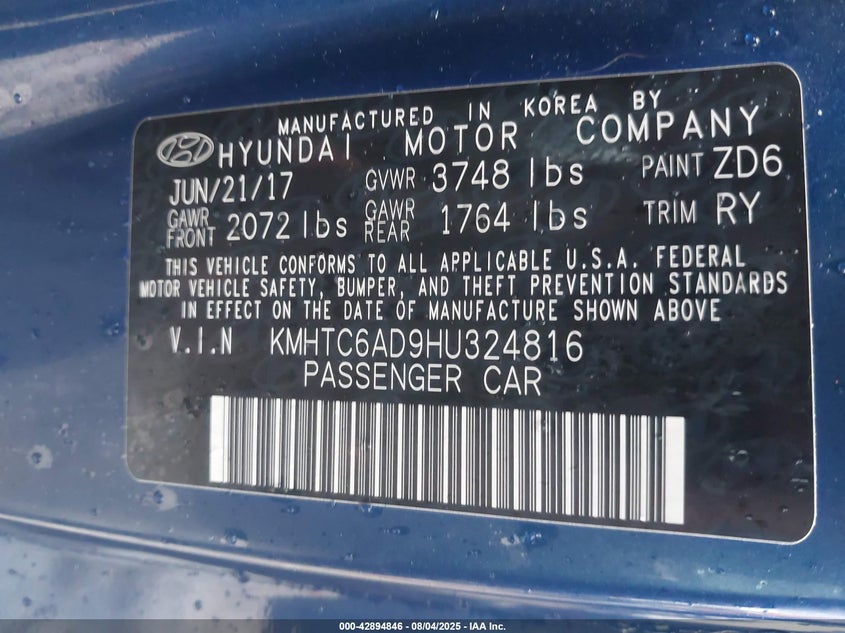 MANUFACTURED IN KOREA BY
HYUNDAI MOTOR COMPANY
JUN/21/17 GVWR 3748 lbs PAINT ZD6
GAWR FRONT 2072 lbs GAWR REAR 1764 lbs TRIM RY
THIS VEHICLE CONFORMS TO ALL APPLICABLE U.S.A. FEDERAL
MOTOR VEHICLE SAFETY, BUMPER, AND THEFT PREVENTION STANDARDS
IN EFFECT ON THE DATE OF MANUFACTURE SHOWN ABOVE
V.I.N KMHTC6AD9HU324816
PASSENGER CAR
000-42894846 - 08/04/2025 - IAA Inc.